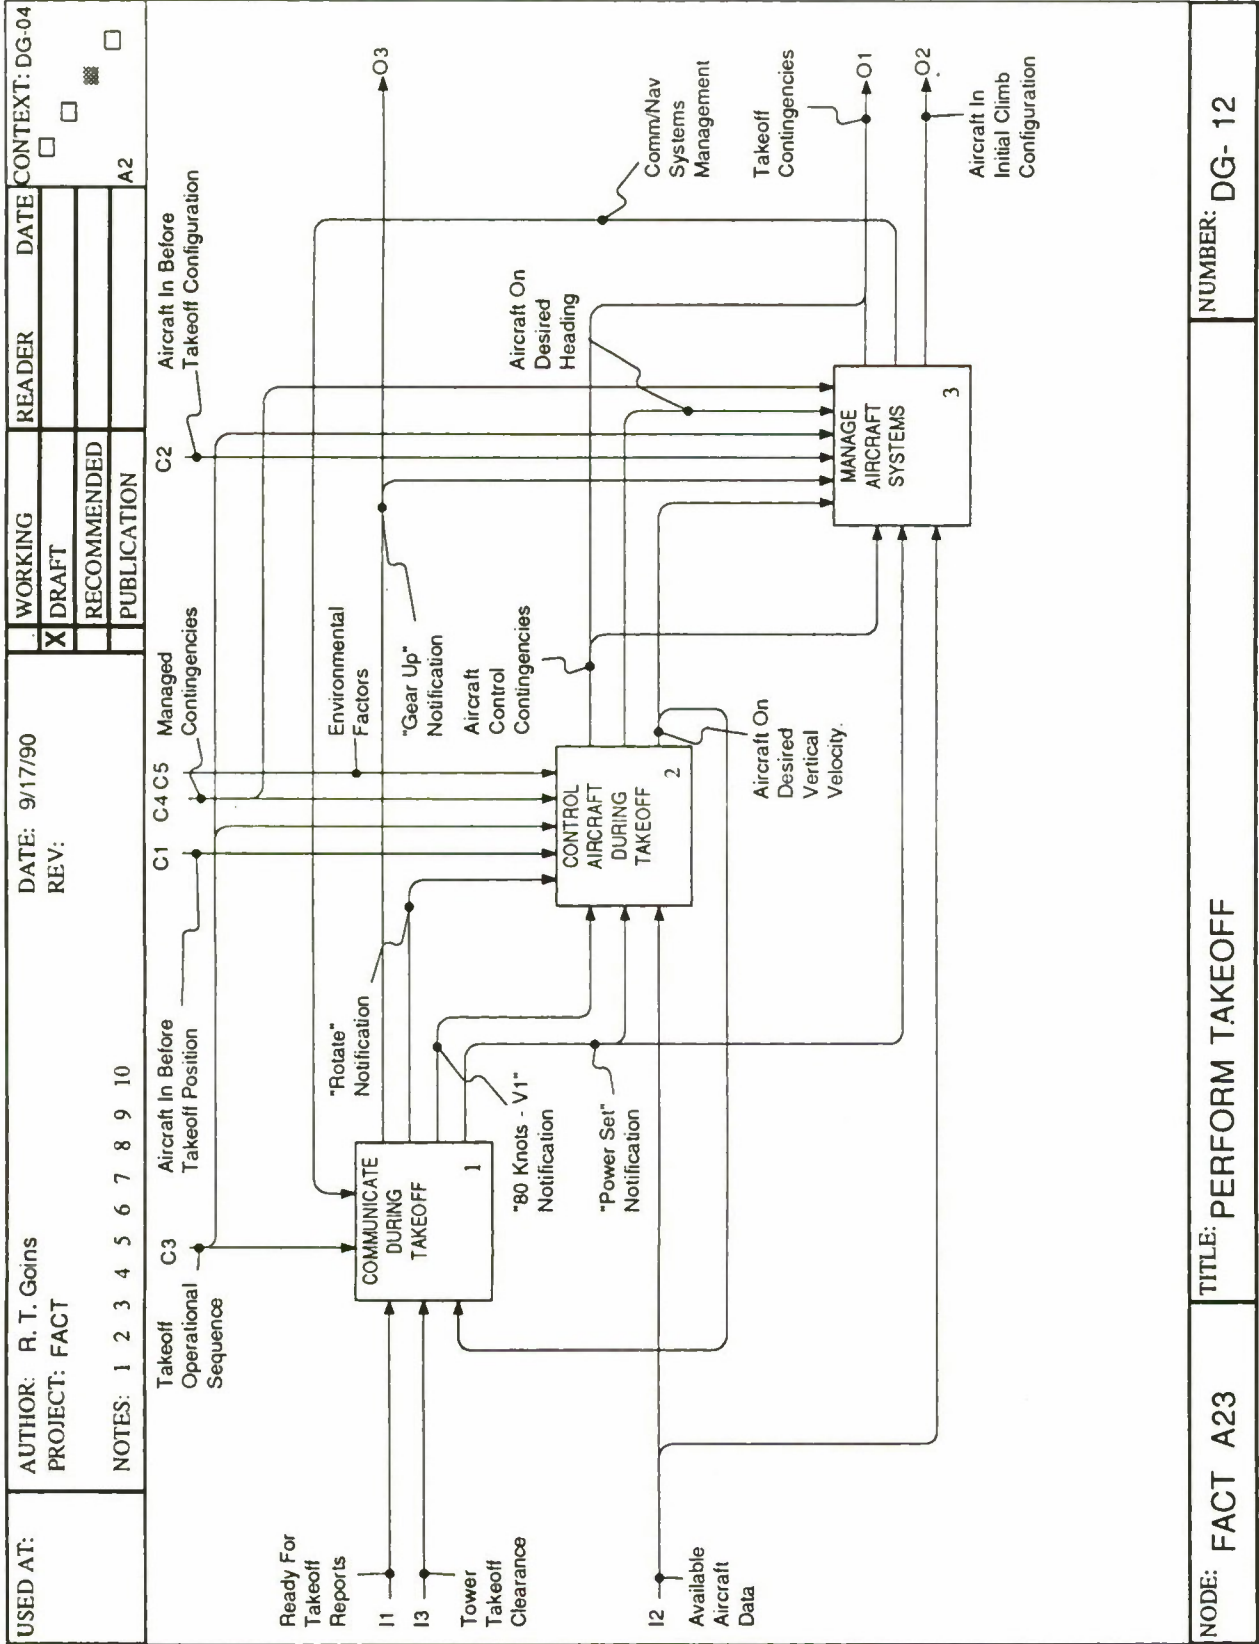 USED AT:
AUTHOR: R. T. Goins
PROJECT: FACT
DATE: 9/17/90
REV:
NOTES: 1 2 3 4 5 6 7 8 9 10
WORKING
X DRAFT
RECOMMENDED
PUBLICATION
READER
DATE
CONTEXT: DG-04
A2
Takeoff
Operational
Sequence
C3
Aircraft In Before
Takeoff Position
C1
C4
C5
Managed
Contingencies
C2
Aircraft In Before
Takeoff Configuration
Ready For
Takeoff
Reports
I1
I3
Tower
Takeoff
Clearance
COMMUNICATE
DURING
TAKEOFF
1
"Rotate"
Notification
"80 Knots - V1"
Notification
"Power Set"
Notification
Environmental
Factors
"Gear Up"
Notification
Aircraft
Control
Contingencies
CONTROL
AIRCRAFT
DURING
TAKEOFF
2
Aircraft On
Desired
Vertical
Velocity.
Aircraft On
Desired
Heading
O3
Comm/Nav
Systems
Management
Takeoff
Contingencies
O1
O2
Aircraft In
Initial Climb
Configuration
MANAGE
AIRCRAFT
SYSTEMS
3
I2
Available
Aircraft
Data
NODE: FACT A23
TITLE: PERFORM TAKEOFF
NUMBER: DG- 12